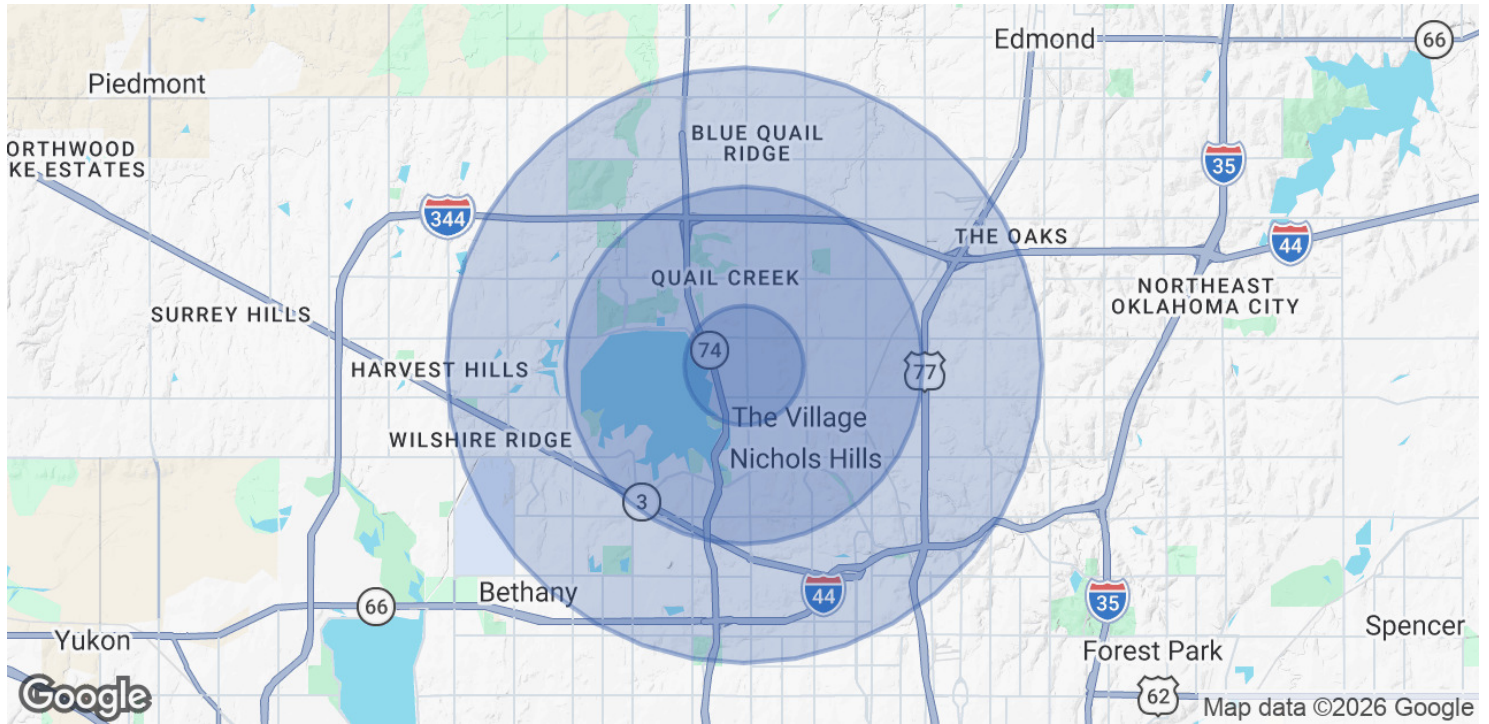 Edmond
66
Piedmont
BLUE QUAIL
RIDGE
ORTHWOOD
KE ESTATES
35
344
THE OAKS
44
QUAIL CREEK
NORTHEAST
OKLAHOMA CITY
SURREY HILLS
74
HARVEST HILLS
77
The Village
WILSHIRE RIDGE
Nichols Hills
3
Bethany
44
66
35
Yukon
Spencer
Forest Park
62
Google
Map data ©2026 Google